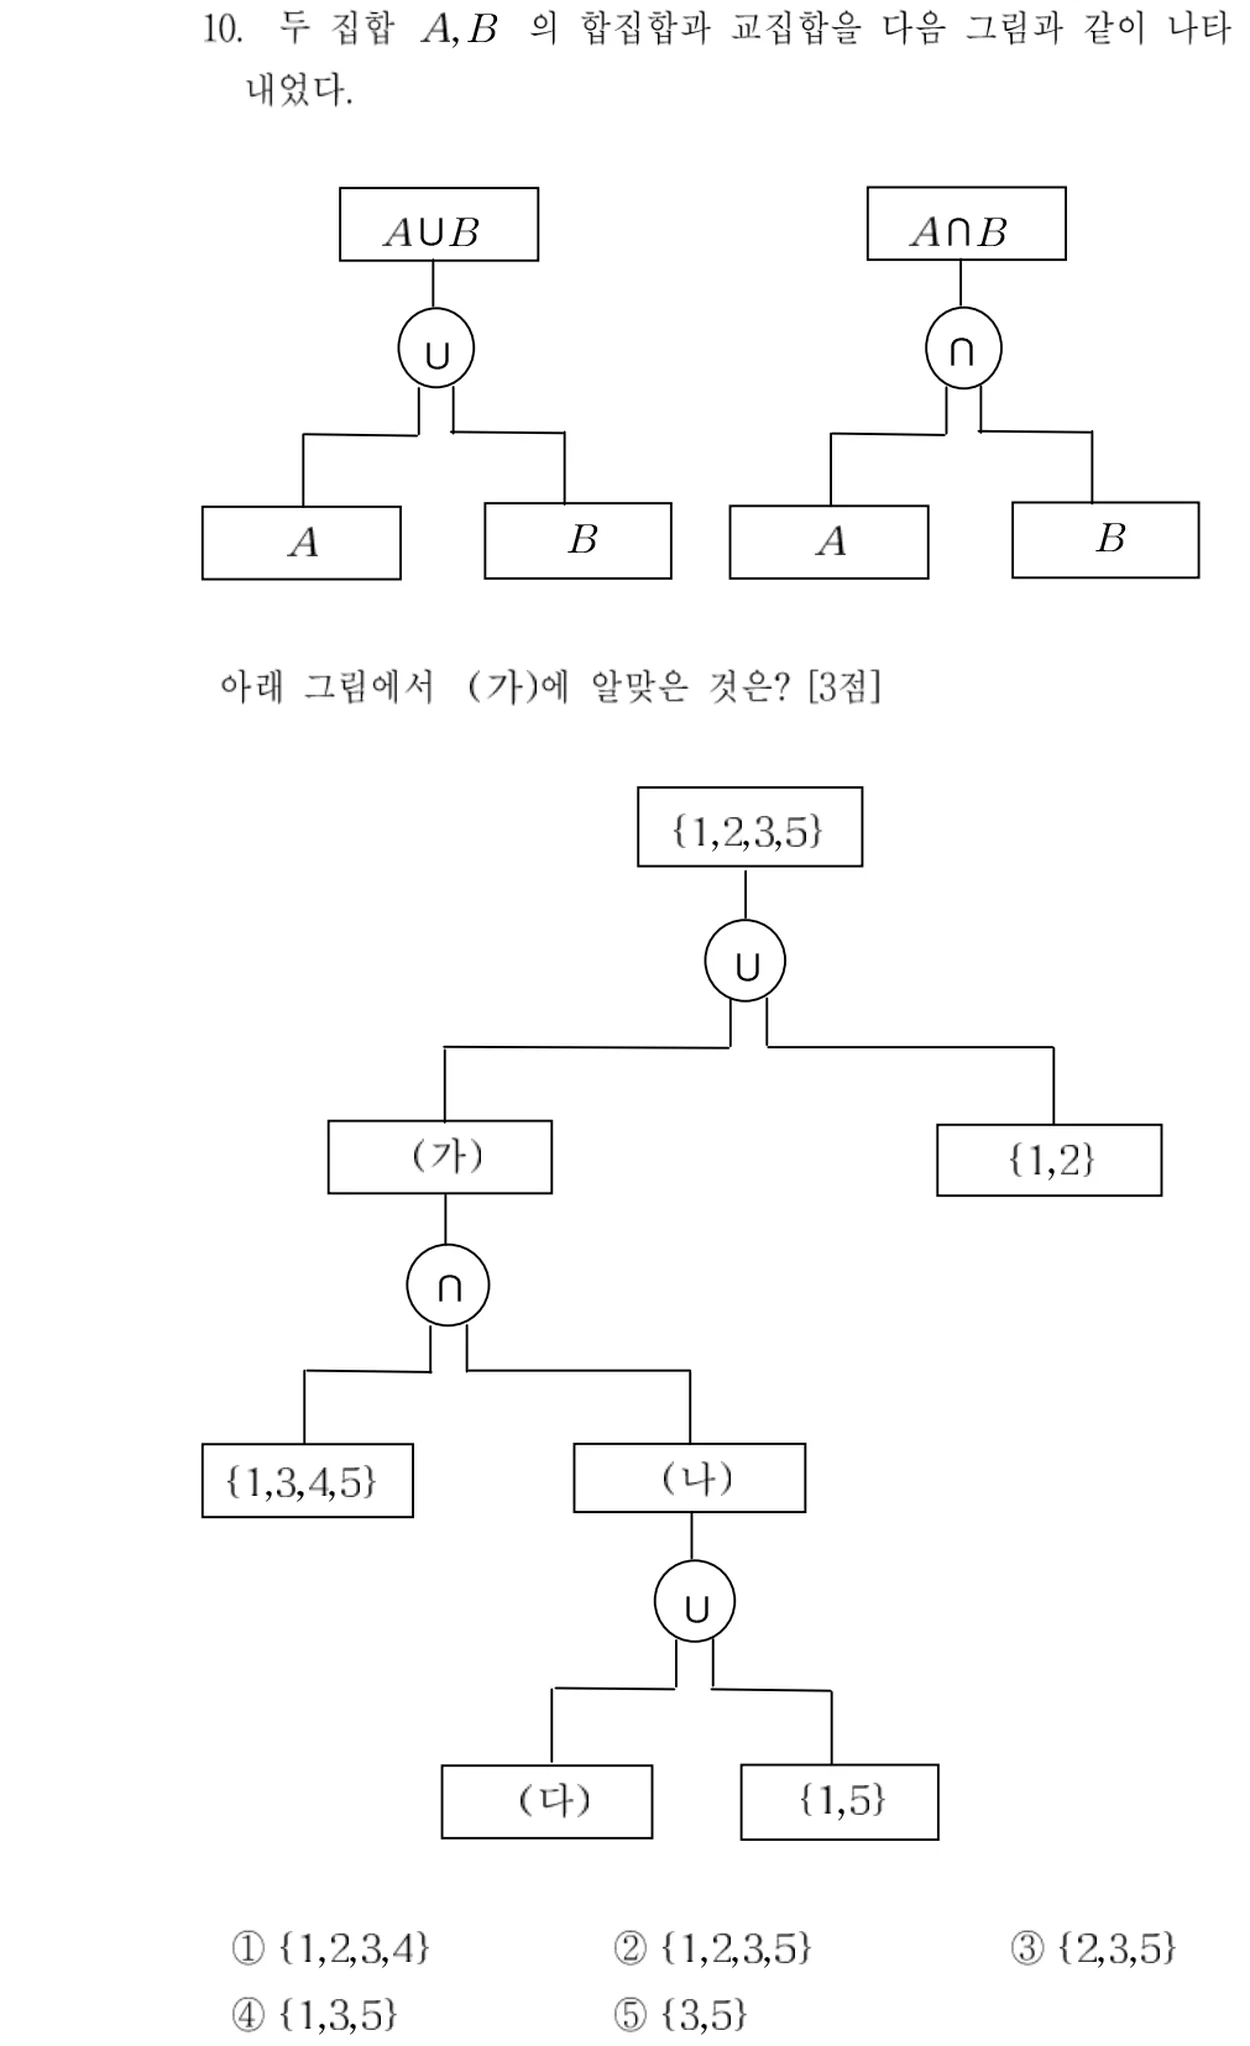 10. 두 집합 A, B 의 합집합과 교집합을 다음 그림과 같이 나타
내었다.
A∪B A∩B
∪ ∩
A B A B
아래 그림에서 (가)에 알맞은 것은? [3점]
{1,2,3,5}
∪
(가) {1,2}
∩
{1,3,4,5} (나)
∪
(다) {1,5}
① {1,2,3,4} ② {1,2,3,5} ③ {2,3,5}
④ {1,3,5} ⑤ {3,5}